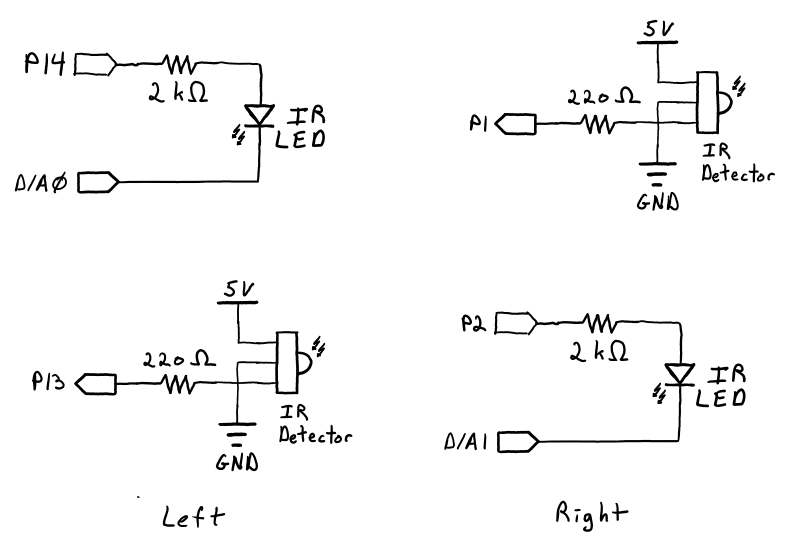 P14
2 kΩ
IR
LED
D/A0
5V
220 Ω
P1
IR
Detector
GND
5V
220 Ω
P13
IR
Detector
GND
P2
2 kΩ
IR
LED
D/A1
Left
Right